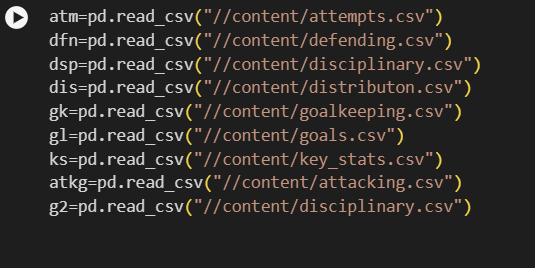 atm=pd.read_csv("//content/attempts.csv")
dfn=pd.read_csv("//content/defending.csv")
dsp=pd.read_csv("//content/disciplinary.csv")
dis=pd.read_csv("//content/distributon.csv")
gk=pd.read_csv("//content/goalkeeping.csv")
gl=pd.read_csv("//content/goals.csv")
ks=pd.read_csv("//content/key_stats.csv")
atkg=pd.read_csv("//content/attacking.csv")
g2=pd.read_csv("//content/disciplinary.csv")